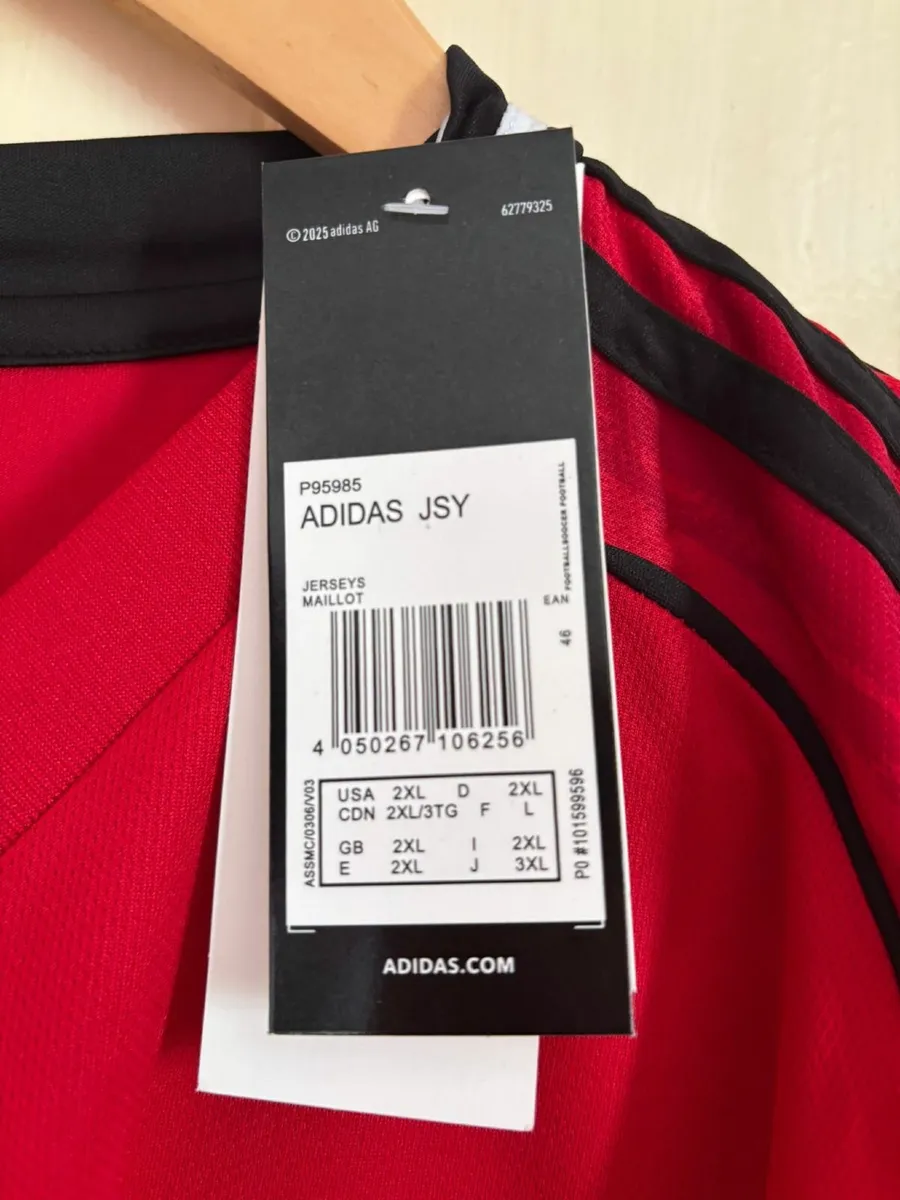 © 2025 adidas AG
62779325
P95985
ADIDAS JSY
FOOTBALL&SOCCER FOOTBALL
JERSEYS
MAILLOT
EAN
46
4 050267 106256
ASSMC/0306/V03
USA 2XL D 2XL
CDN 2XL/3TG F L
GB 2XL I 2XL
E 2XL J 3XL
PO #101599596
ADIDAS.COM